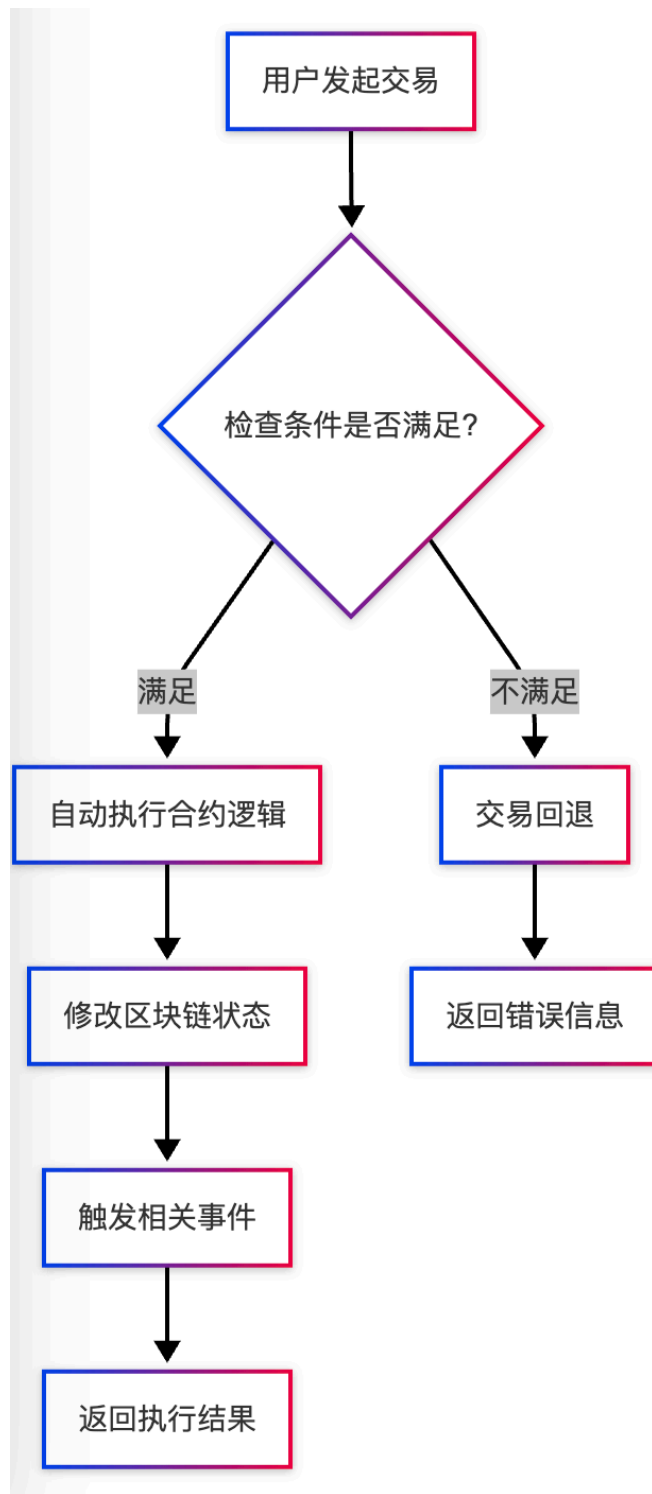 用户发起交易
检查条件是否满足?
满足
不满足
自动执行合约逻辑
交易回退
修改区块链状态
返回错误信息
触发相关事件
返回执行结果